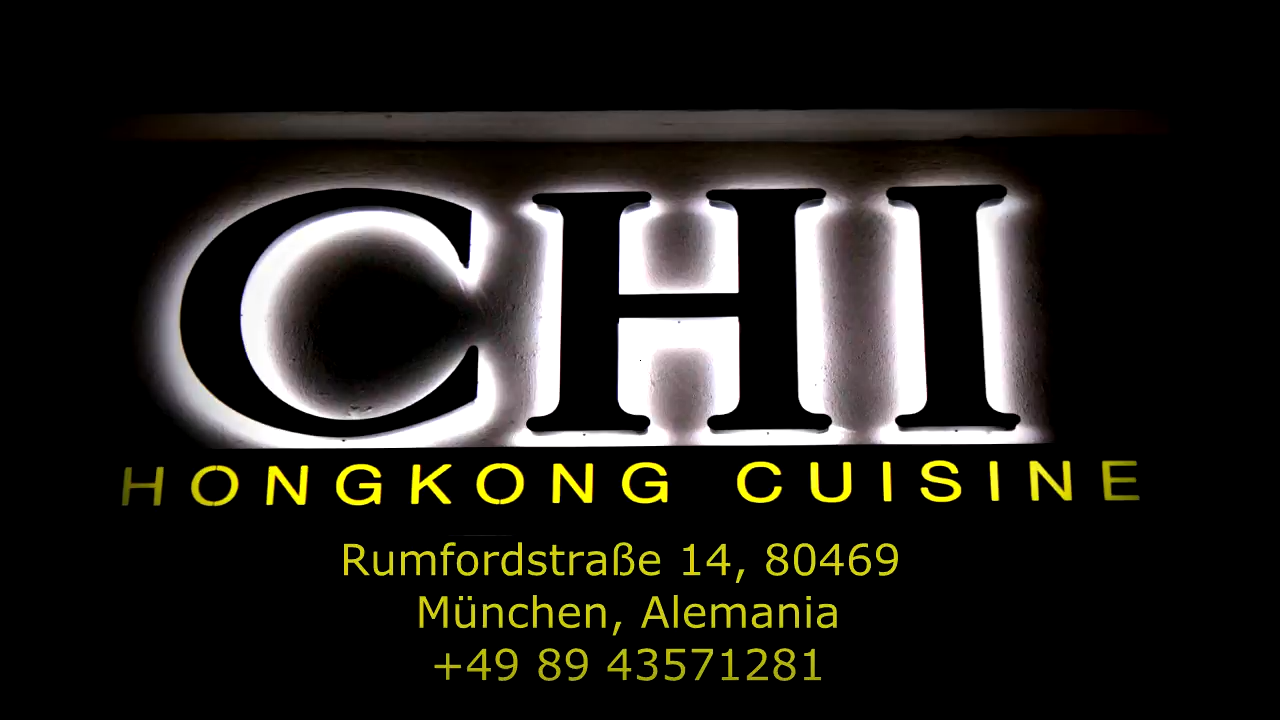 CHI
HONGKONG CUISINE
Rumfordstraße 14, 80469
München, Alemania
+49 89 43571281